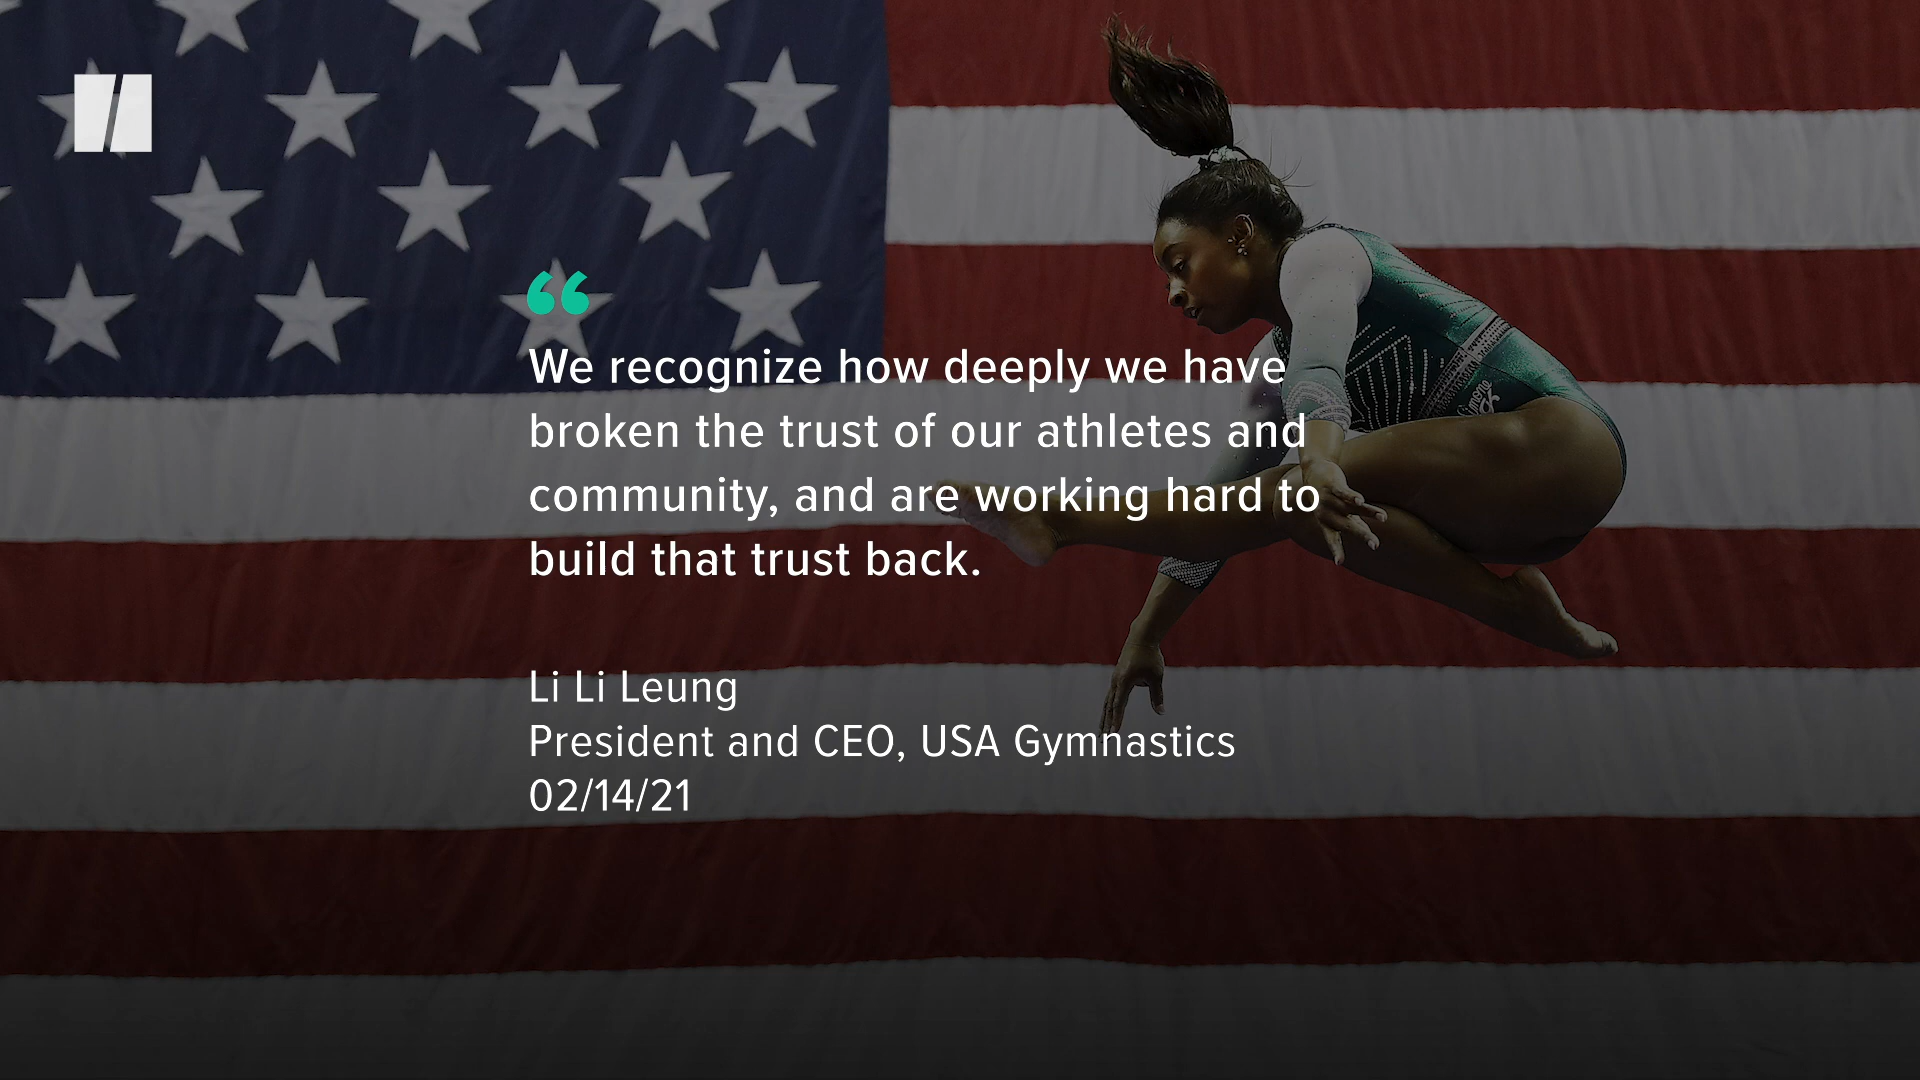 “
We recognize how deeply we have
broken the trust of our athletes and
community, and are working hard to
build that trust back.
Li Li Leung
President and CEO, USA Gymnastics
02/14/21
Simone